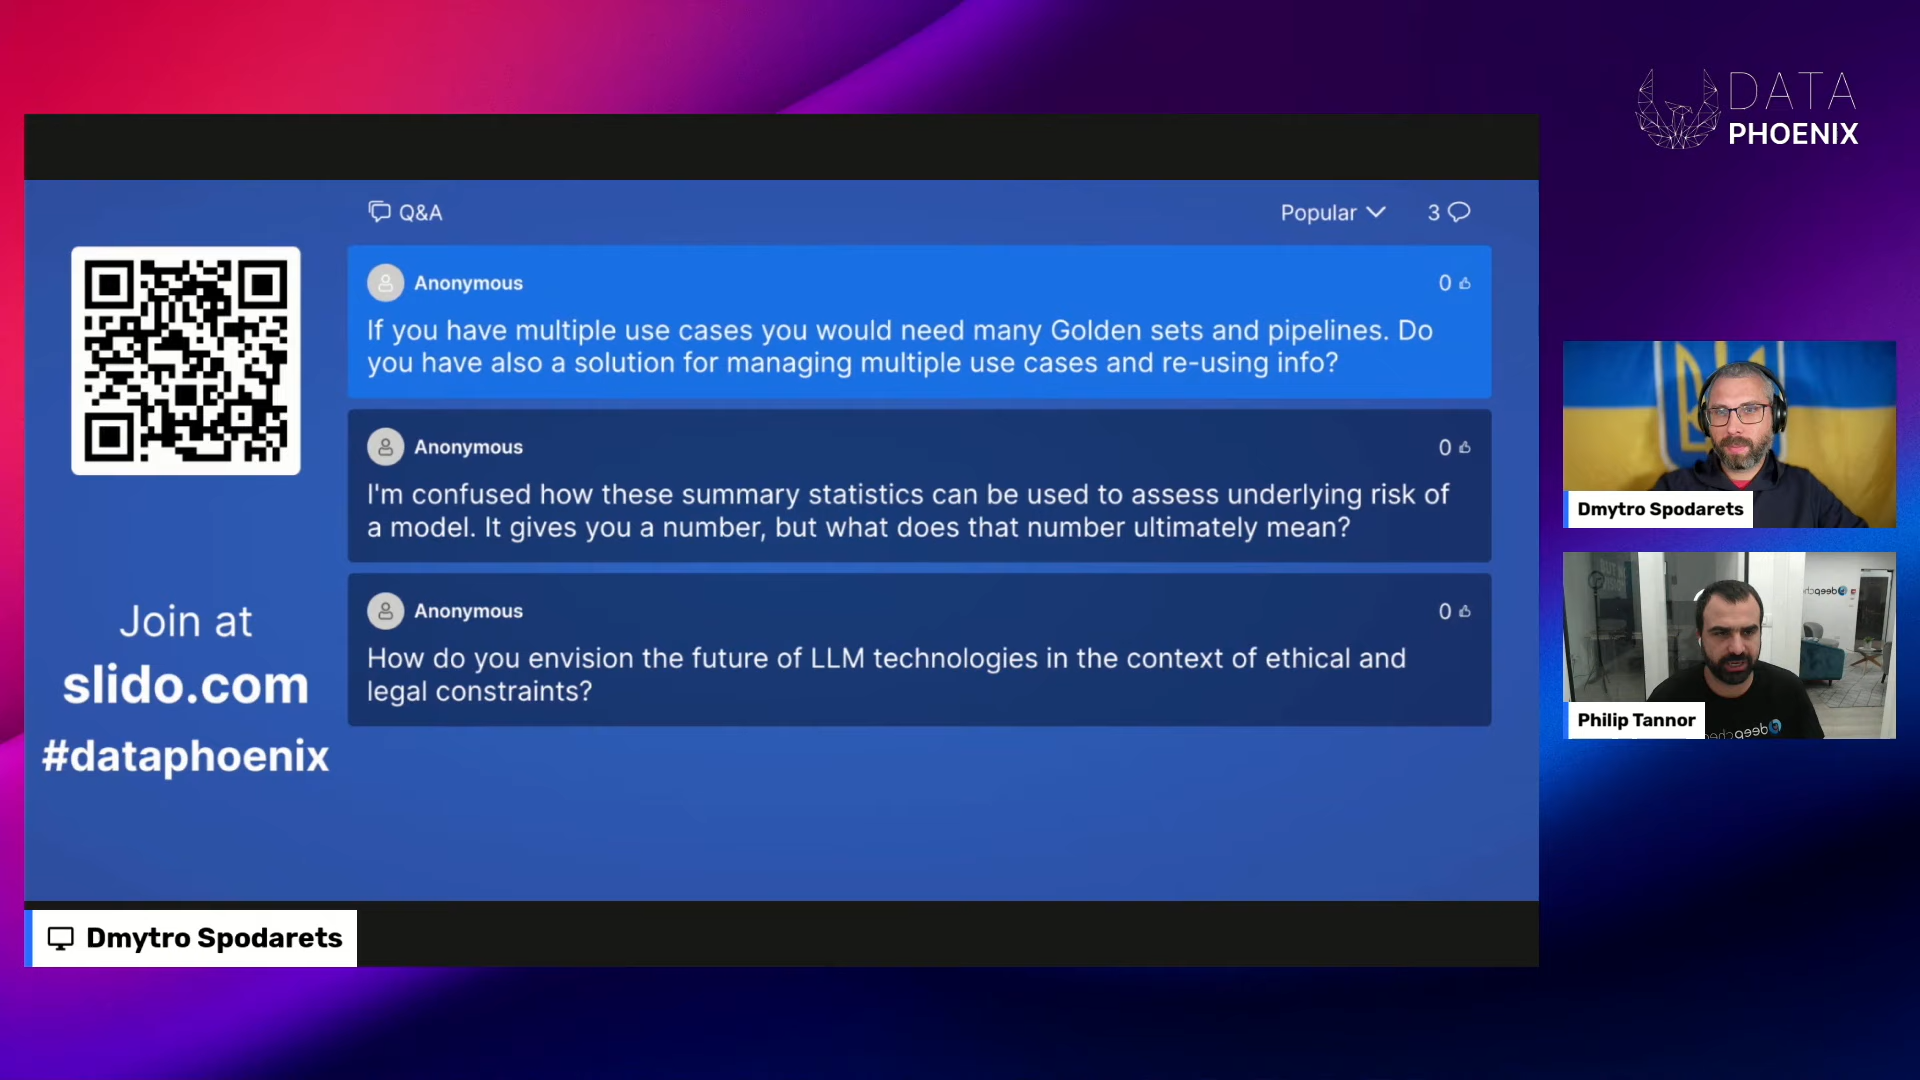 DATA
PHOENIX
Q&A
Popular
3
Anonymous
0
If you have multiple use cases you would need many Golden sets and pipelines. Do
you have also a solution for managing multiple use cases and re-using info?
Anonymous
0
I'm confused how these summary statistics can be used to assess underlying risk of
a model. It gives you a number, but what does that number ultimately mean?
Anonymous
0
How do you envision the future of LLM technologies in the context of ethical and
legal constraints?
Join at
slido.com
#dataphoenix
Dmytro Spodarets
Dmytro Spodarets
Philip Tannor